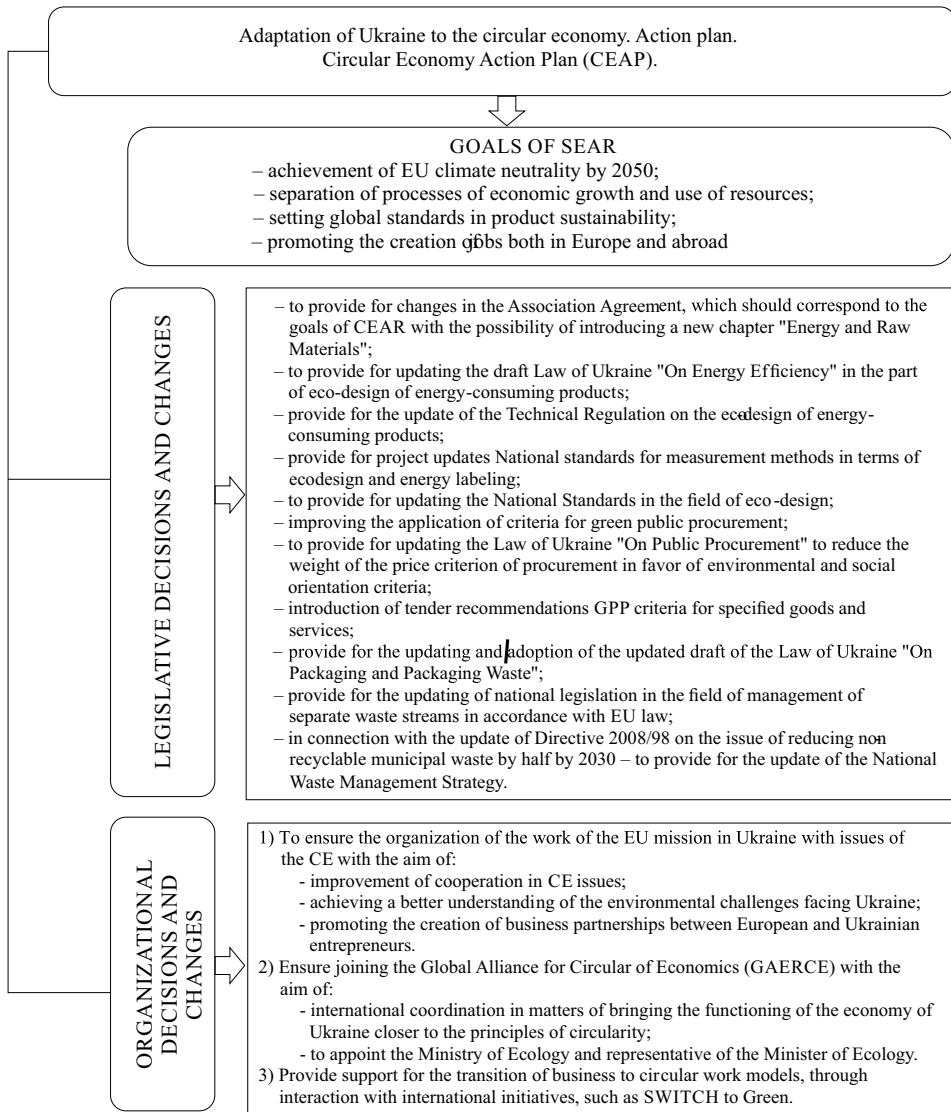 Adaptation of Ukraine to the circular economy. Action plan.
Circular Economy Action Plan (CEAP).
GOALS OF SEAR
– achievement of EU climate neutrality by 2050;
– separation of processes of economic growth and use of resources;
– setting global standards in product sustainability;
– promoting the creation of jobs both in Europe and abroad
LEGISLATIVE DECISIONS AND CHANGES
– to provide for changes in the Association Agreement, which should correspond to the
goals of CEAR with the possibility of introducing a new chapter "Energy and Raw
Materials";
– to provide for updating the draft Law of Ukraine "On Energy Efficiency" in the part
of eco-design of energy-consuming products;
– provide for the update of the Technical Regulation on the eco-design of energy-
consuming products;
– provide for project updates National standards for measurement methods in terms of
ecodesign and energy labeling;
– to provide for updating the National Standards in the field of eco-design;
– improving the application of criteria for green public procurement;
– to provide for updating the Law of Ukraine "On Public Procurement" to reduce the
weight of the price criterion of procurement in favor of environmental and social
orientation criteria;
– introduction of tender recommendations GPP criteria for specified goods and
services;
– provide for the updating and adoption of the updated draft of the Law of Ukraine "On
Packaging and Packaging Waste";
– provide for the updating of national legislation in the field of management of
separate waste streams in accordance with EU law;
– in connection with the update of Directive 2008/98 on the issue of reducing non-
recyclable municipal waste by half by 2030 – to provide for the update of the National
Waste Management Strategy.
ORGANIZATIONAL
DECISIONS AND
CHANGES
1) To ensure the organization of the work of the EU mission in Ukraine with issues of
the CE with the aim of:
- improvement of cooperation in CE issues;
- achieving a better understanding of the environmental challenges facing Ukraine;
- promoting the creation of business partnerships between European and Ukrainian
entrepreneurs.
2) Ensure joining the Global Alliance for Circular of Economics (GAERCE) with the
aim of:
- international coordination in matters of bringing the functioning of the economy of
Ukraine closer to the principles of circularity;
- to appoint the Ministry of Ecology and representative of the Minister of Ecology.
3) Provide support for the transition of business to circular work models, through
interaction with international initiatives, such as SWITCH to Green.